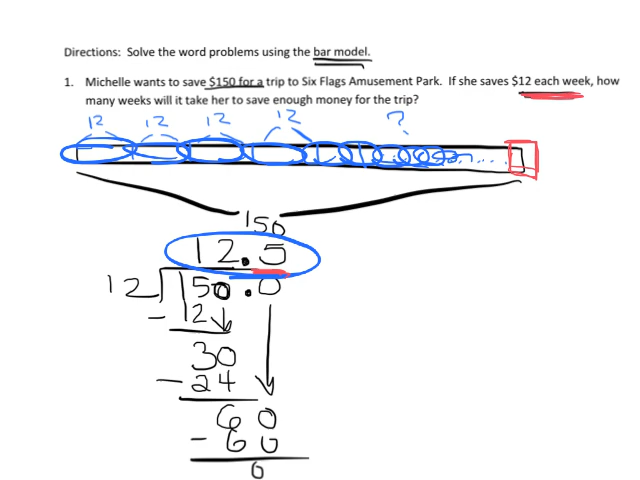 Directions: Solve the word problems using the bar model.
1. Michelle wants to save $150 for a trip to Six Flags Amusement Park. If she saves $12 each week, how
many weeks will it take her to save enough money for the trip?
12 12 12 12 ?
150
12.5
12 150.0
- 12
30
- 24
60
- 60
0